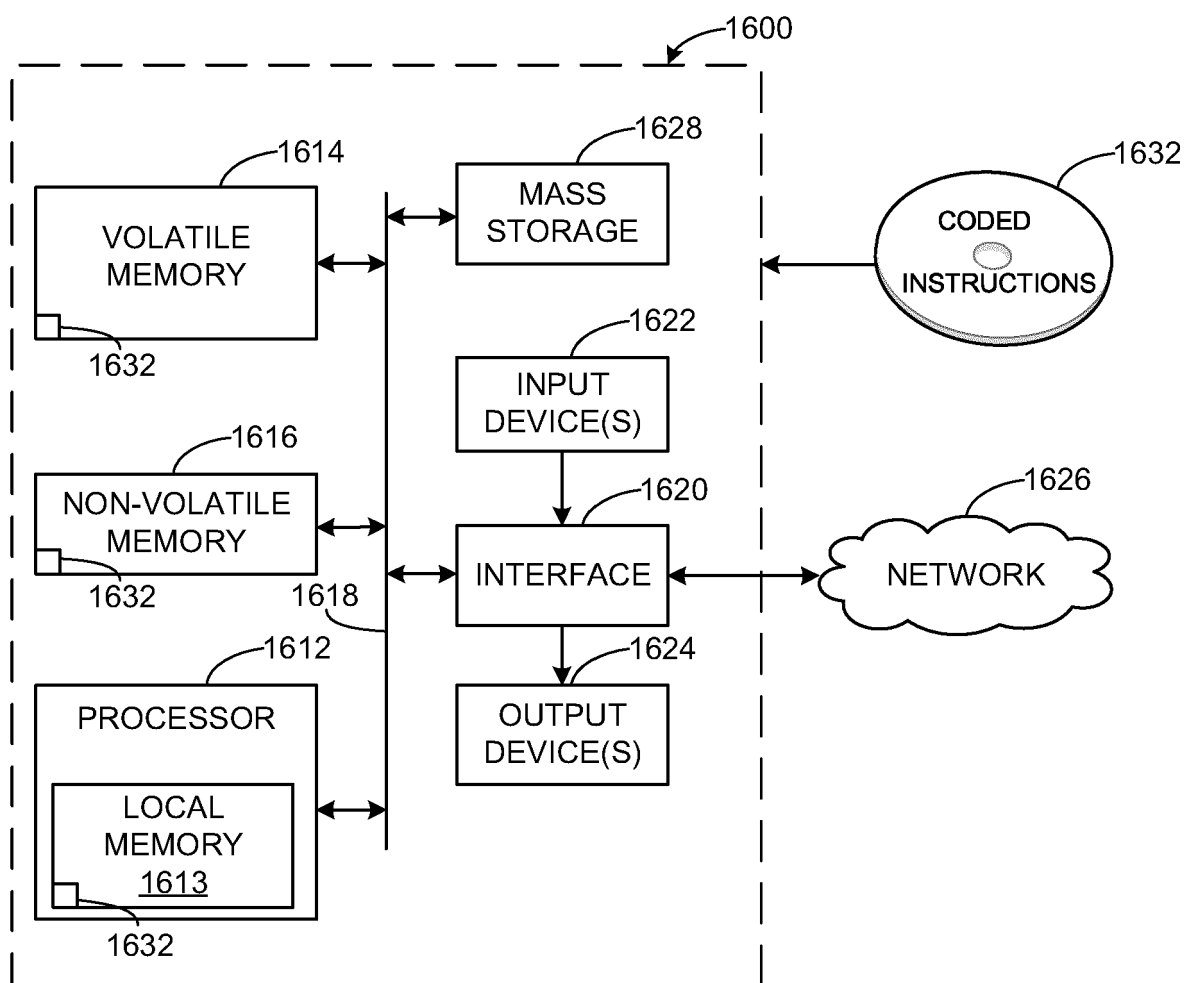 1600
1614
VOLATILE
MEMORY
1632
1628
MASS
STORAGE
1632
CODED
INSTRUCTIONS
1622
INPUT
DEVICE(S)
1616
NON-VOLATILE
MEMORY
1632
1618
1620
INTERFACE
1626
NETWORK
1612
PROCESSOR
LOCAL
MEMORY
1613
1632
1624
OUTPUT
DEVICE(S)